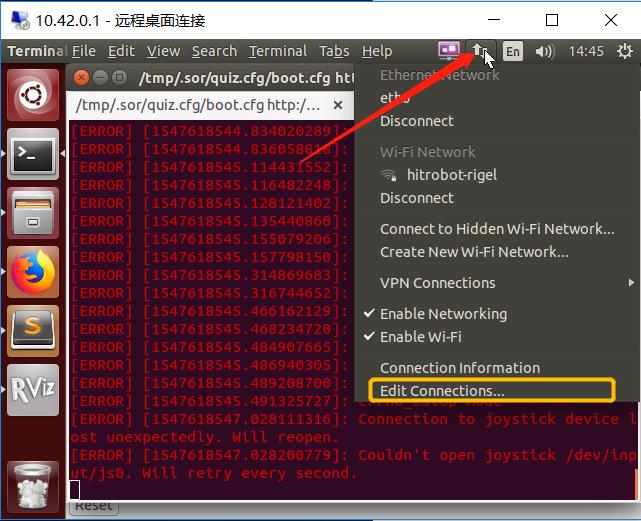 10.42.0.1 - 远程桌面连接
Terminal File Edit View Search Terminal Tabs Help En 14:45
/tmp/.sor/quiz.cfg/boot.cfg htt
/tmp/.sor/quiz.cfg/boot.cfg http:/...
Ethernet Network
eth0
Disconnect
Wi-Fi Network
hitrobot-rigel
Disconnect
Connect to Hidden Wi-Fi Network...
Create New Wi-Fi Network...
VPN Connections
Enable Networking
Enable Wi-Fi
Connection Information
Edit Connections...
[ERROR] [1547618544.834020289]:
[ERROR] [1547618544.836058818]:
[ERROR] [1547618545.114431552]:
[ERROR] [1547618545.116482248]:
[ERROR] [1547618545.128121402]:
[ERROR] [1547618545.135440860]:
[ERROR] [1547618545.155079206]:
[ERROR] [1547618545.157798150]:
[ERROR] [1547618545.314869683]:
[ERROR] [1547618545.316744652]:
[ERROR] [1547618545.466162129]:
[ERROR] [1547618545.468234720]:
[ERROR] [1547618545.484907665]:
[ERROR] [1547618545.486940305]:
[ERROR] [1547618545.489208700]:
[ERROR] [1547618545.491325727]:
[ERROR] [1547618547.028111316]: Connection to joystick device l
ost unexpectedly. Will reopen.
[ERROR] [1547618547.028200779]: Couldn't open joystick /dev/inp
ut/js0. Will retry every second.
Reset
RViz